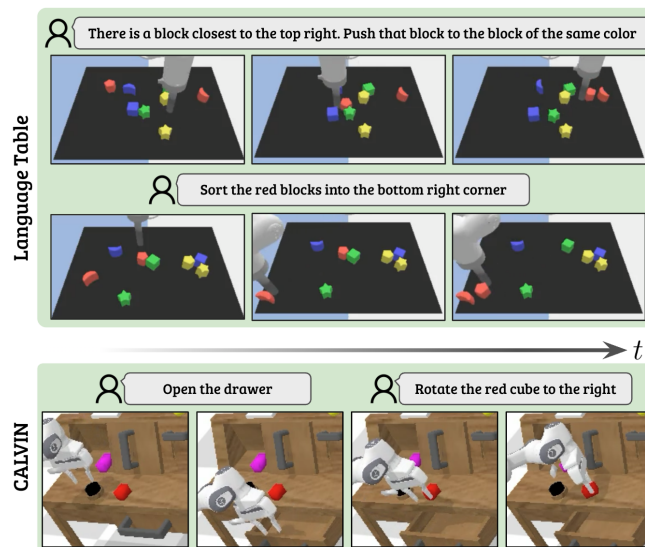 There is a block closest to the top right. Push that block to the block of the same color
Language Table
Sort the red blocks into the bottom right corner
t
Open the drawer
Rotate the red cube to the right
CALVIN